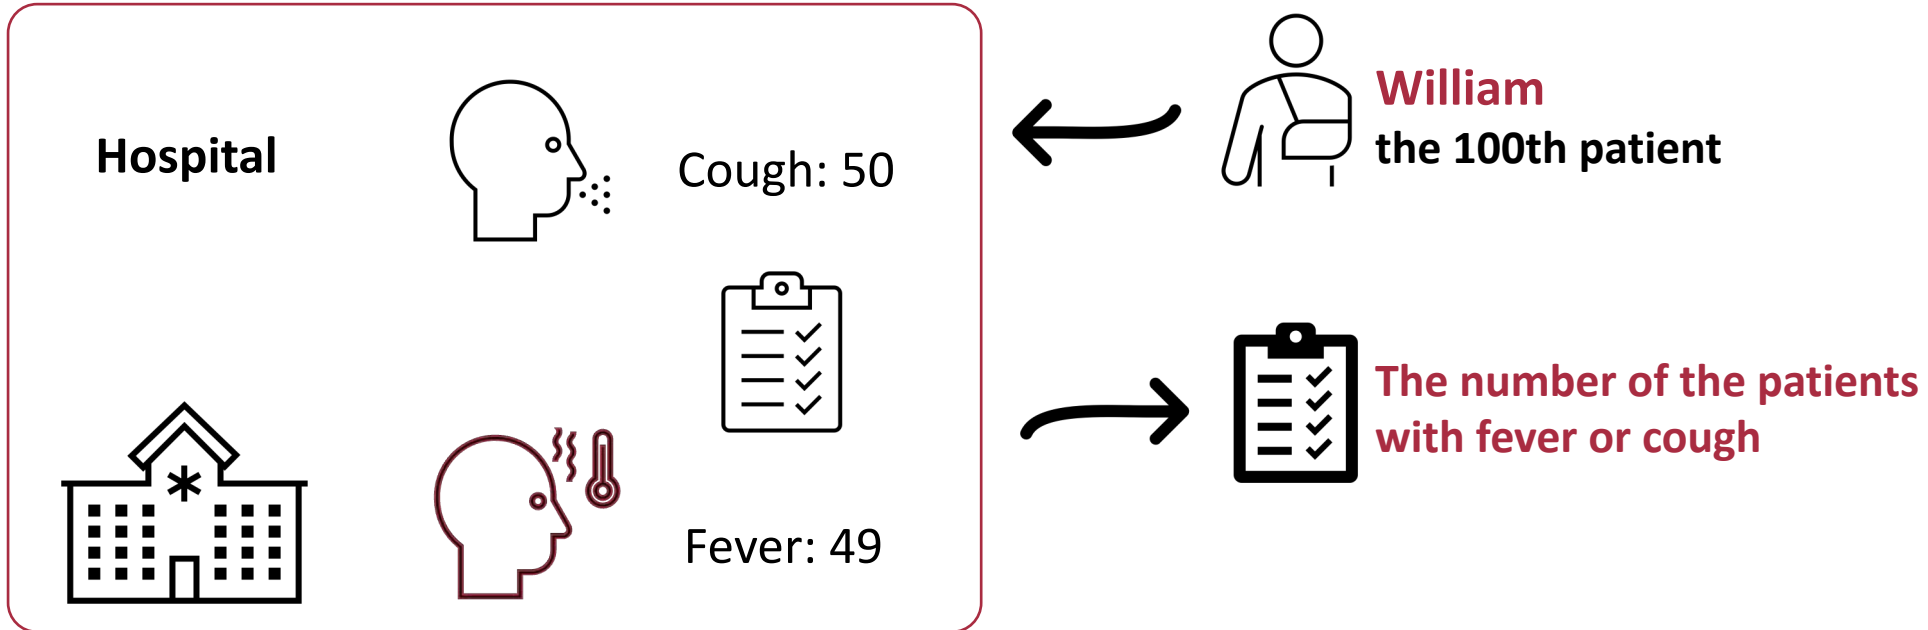 Hospital
Cough: 50
Fever: 49
William
the 100th patient
The number of the patients
with fever or cough